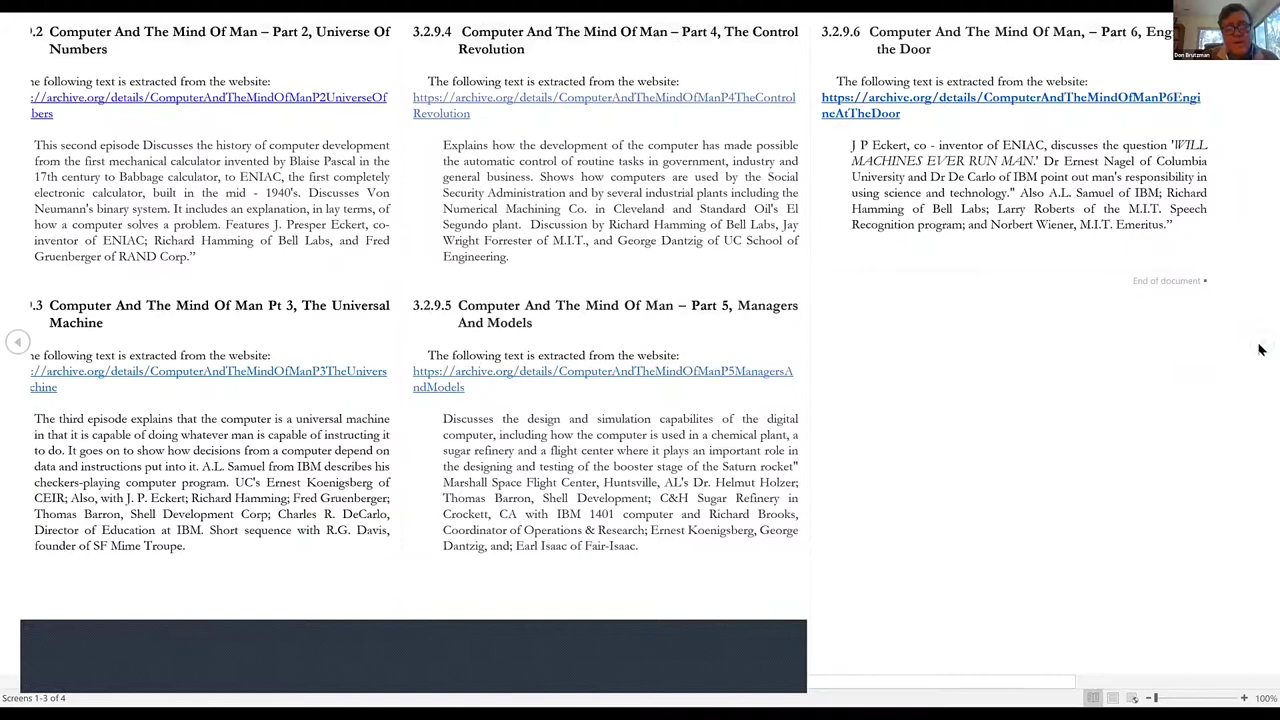 .2 Computer And The Mind Of Man – Part 2, Universe Of
Numbers
ne following text is extracted from the website:
://archive.org/details/ComputerAndTheMindOfManP2UniverseOf
bers
This second episode Discusses the history of computer development
from the first mechanical calculator invented by Blaise Pascal in the
17th century to Babbage calculator, to ENIAC, the first completely
electronic calculator, built in the mid - 1940's. Discusses Von
Neumann's binary system. It includes an explanation, in lay terms, of
how a computer solves a problem. Features J. Presper Eckert, co-
inventor of ENIAC; Richard Hamming of Bell Labs, and Fred
Gruenberger of RAND Corp.”
.3 Computer And The Mind Of Man Pt 3, The Universal
Machine
ne following text is extracted from the website:
://archive.org/details/ComputerAndTheMindOfManP3TheUnivers
chine
The third episode explains that the computer is a universal machine
in that it is capable of doing whatever man is capable of instructing it
to do. It goes on to show how decisions from a computer depend on
data and instructions put into it. A.L. Samuel from IBM describes his
checkers-playing computer program. UC's Ernest Koenigsberg of
CEIR; Also, with J. P. Eckert; Richard Hamming; Fred Gruenberger;
Thomas Barron, Shell Development Corp; Charles R. DeCarlo,
Director of Education at IBM. Short sequence with R.G. Davis,
founder of SF Mime Troupe.
3.2.9.4 Computer And The Mind Of Man – Part 4, The Control
Revolution
The following text is extracted from the website:
https://archive.org/details/ComputerAndTheMindOfManP4TheControl
Revolution
Explains how the development of the computer has made possible
the automatic control of routine tasks in government, industry and
general business. Shows how computers are used by the Social
Security Administration and by several industrial plants including the
Numerical Machining Co. in Cleveland and Standard Oil's El
Segundo plant. Discussion by Richard Hamming of Bell Labs, Jay
Wright Forrester of M.I.T., and George Dantzig of UC School of
Engineering.
3.2.9.5 Computer And The Mind Of Man – Part 5, Managers
And Models
The following text is extracted from the website:
https://archive.org/details/ComputerAndTheMindOfManP5ManagersA
ndModels
Discusses the design and simulation capabilites of the digital
computer, including how the computer is used in a chemical plant, a
sugar refinery and a flight center where it plays an important role in
the designing and testing of the booster stage of the Saturn rocket"
Marshall Space Flight Center, Huntsville, AL's Dr. Helmut Holzer;
Thomas Barron, Shell Development; C&H Sugar Refinery in
Crockett, CA with IBM 1401 computer and Richard Brooks,
Coordinator of Operations & Research; Ernest Koenigsberg, George
Dantzig, and; Earl Isaac of Fair-Isaac.
3.2.9.6 Computer And The Mind Of Man, – Part 6, Eng
the Door
The following text is extracted from the website:
https://archive.org/details/ComputerAndTheMindOfManP6Engi
neAtTheDoor
J P Eckert, co - inventor of ENIAC, discusses the question 'WILL
MACHINES EVER RUN MAN.' Dr Ernest Nagel of Columbia
University and Dr De Carlo of IBM point out man's responsibility in
using science and technology." Also A.L. Samuel of IBM; Richard
Hamming of Bell Labs; Larry Roberts of the M.I.T. Speech
Recognition program; and Norbert Wiener, M.I.T. Emeritus.”
End of document
Don Brutzman
Screens 1-3 of 4
100%